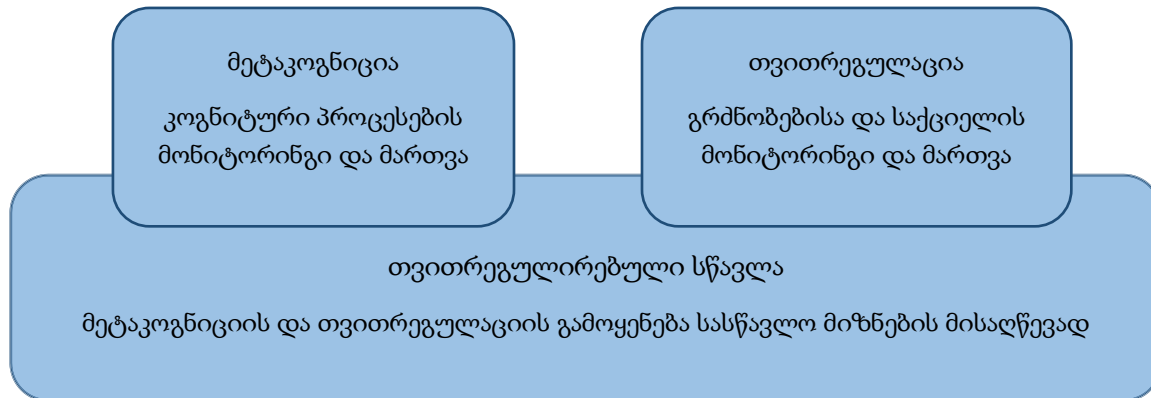 მეტაკოგნიცია
კოგნიტური პროცესების
მონიტორინგი და მართვა
თვითრეგულაცია
გრძნობებისა და საქციელის
მონიტორინგი და მართვა
თვითრეგულირებული სწავლა
მეტაკოგნიციის და თვითრეგულაციის გამოყენება სასწავლო მიზნების მისაღწევად